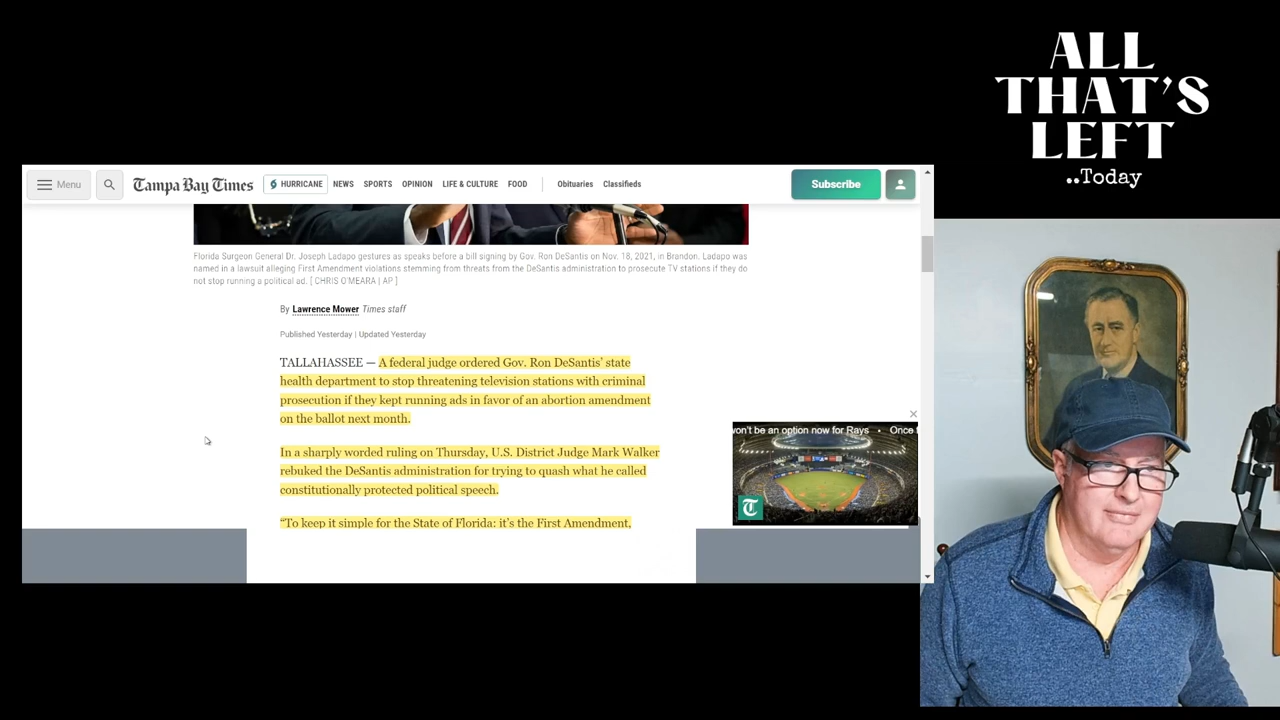 ALL
THAT'S
LEFT
..Today
Menu
Tampa Bay Times
HURRICANE
NEWS
SPORTS
OPINION
LIFE & CULTURE
FOOD
Obituaries
Classifieds
Subscribe
Florida Surgeon General Dr. Joseph Ladapo gestures as speaks before a bill signing by Gov. Ron DeSantis on Nov. 18, 2021, in Brandon. Ladapo was
named in a lawsuit alleging First Amendment violations stemming from threats from the DeSantis administration to prosecute TV stations if they do
not stop running a political ad. [ CHRIS O'MEARA | AP ]
By Lawrence Mower Times staff
Published Yesterday | Updated Yesterday
TALLAHASSEE — A federal judge ordered Gov. Ron DeSantis’ state
health department to stop threatening television stations with criminal
prosecution if they kept running ads in favor of an abortion amendment
on the ballot next month.
In a sharply worded ruling on Thursday, U.S. District Judge Mark Walker
rebuked the DeSantis administration for trying to quash what he called
constitutionally protected political speech.
“To keep it simple for the State of Florida: it’s the First Amendment,
won't be an option now for Rays • Once
T